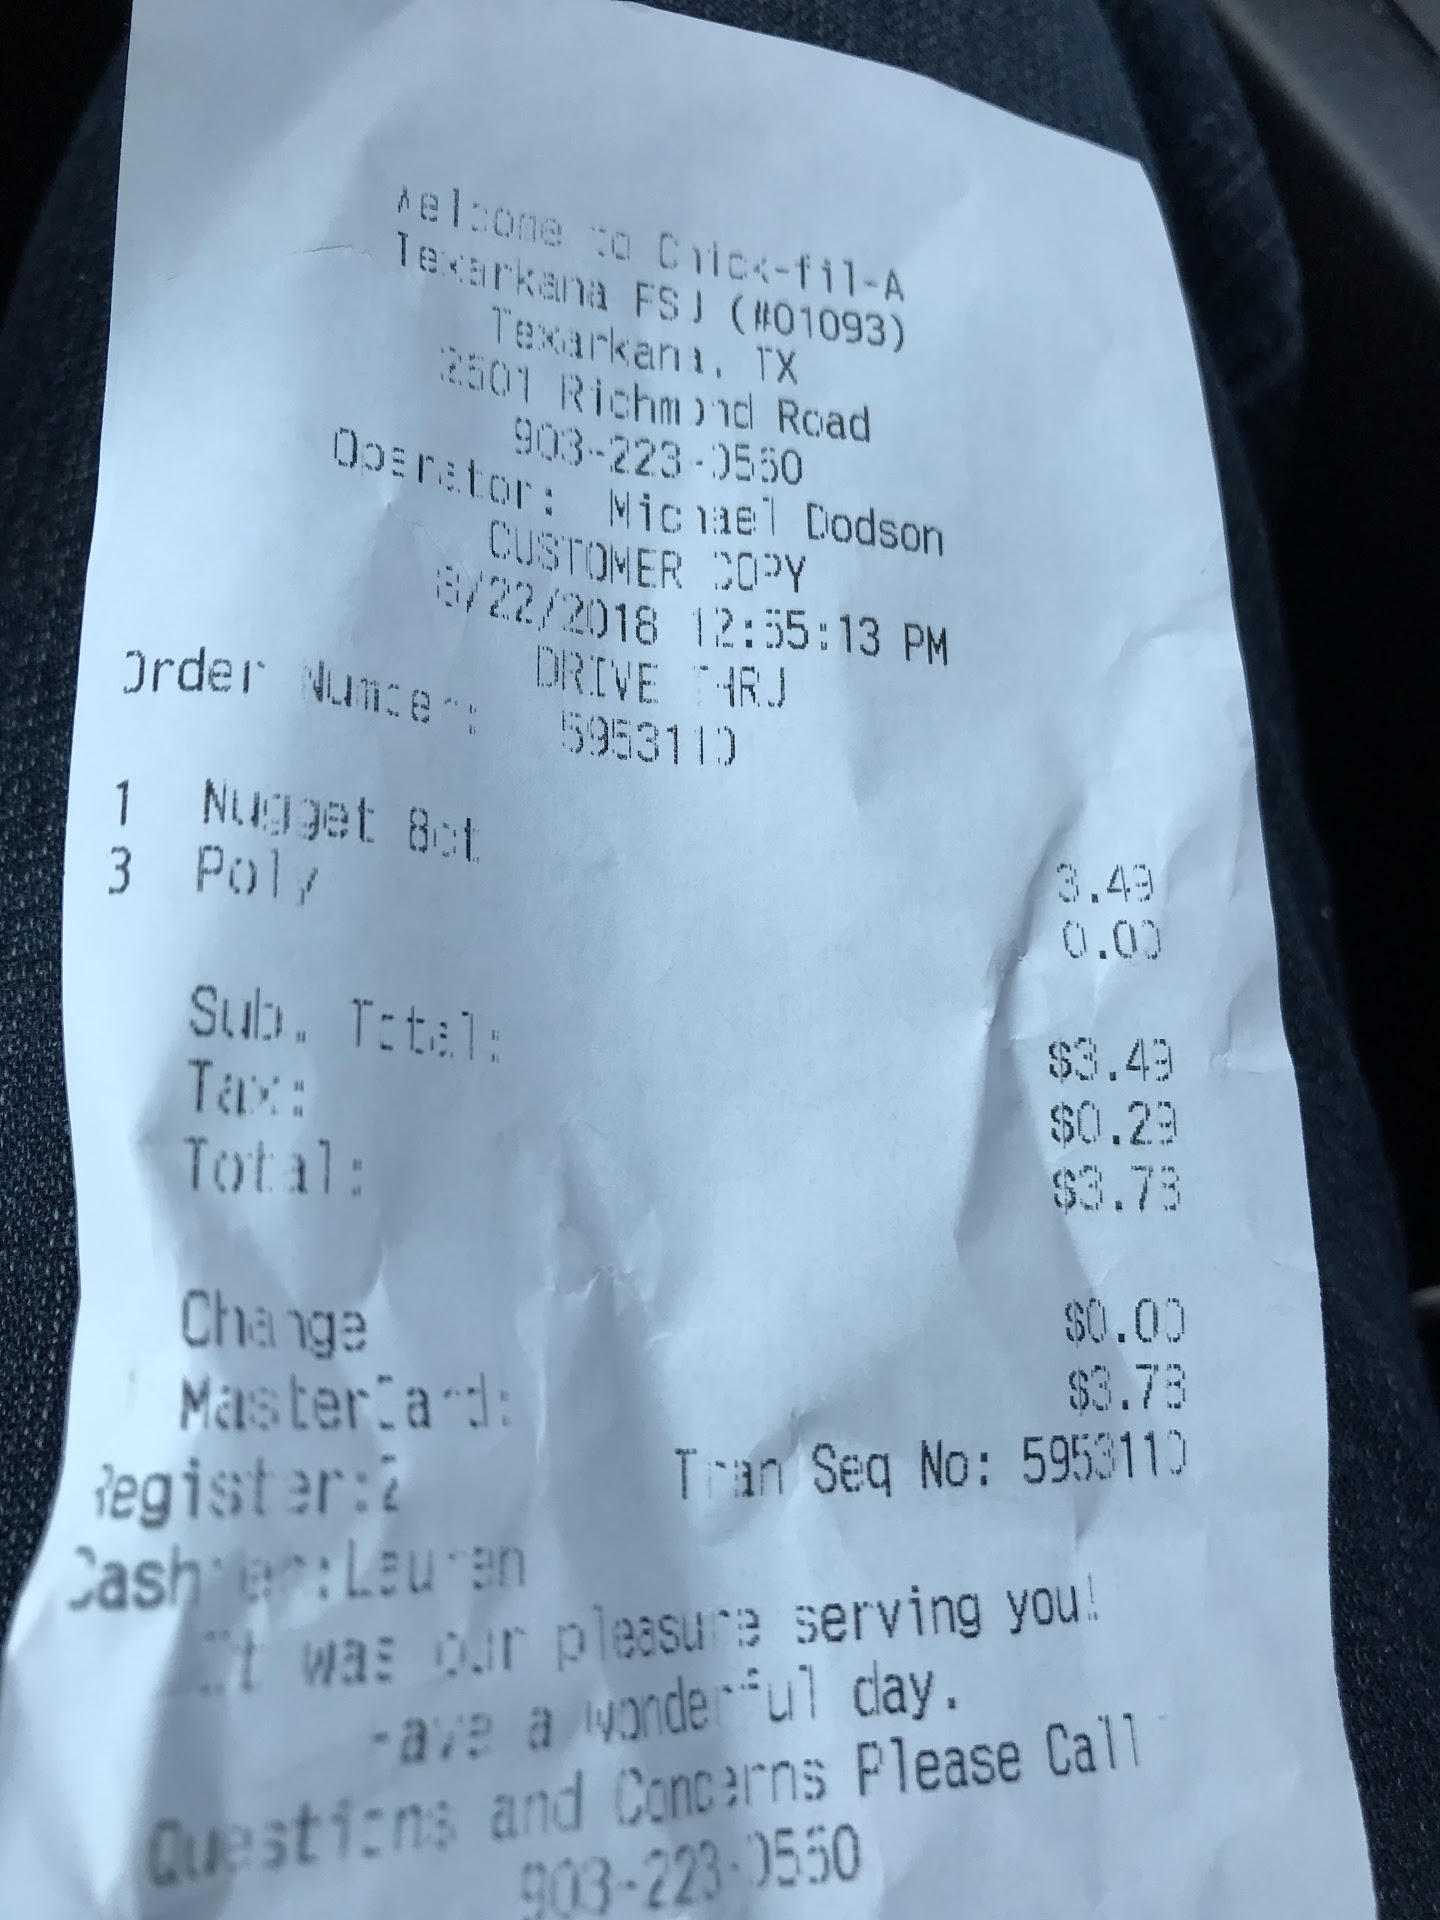 Welcome to Chick-fil-A
Texarkana FSU (#01093)
Texarkana, TX
2501 Richmond Road
903-223-0550
Operator: Michael Dodson
CUSTOMER COPY
8/22/2018 12:55:13 PM
DRIVE THRU
Order Number: 5953110
1 Nugget 8ct 3.49
3 Poly 0.00
Sub. Total: $3.49
Tax: $0.29
Total: $3.78
Change $0.00
MasterCard: $3.78
Register:2 Tran Seq No: 5953110
Cashier:Lauren
It was our pleasure serving you!
Have a wonderful day.
Questions and Concerns Please Call
903-223-0550